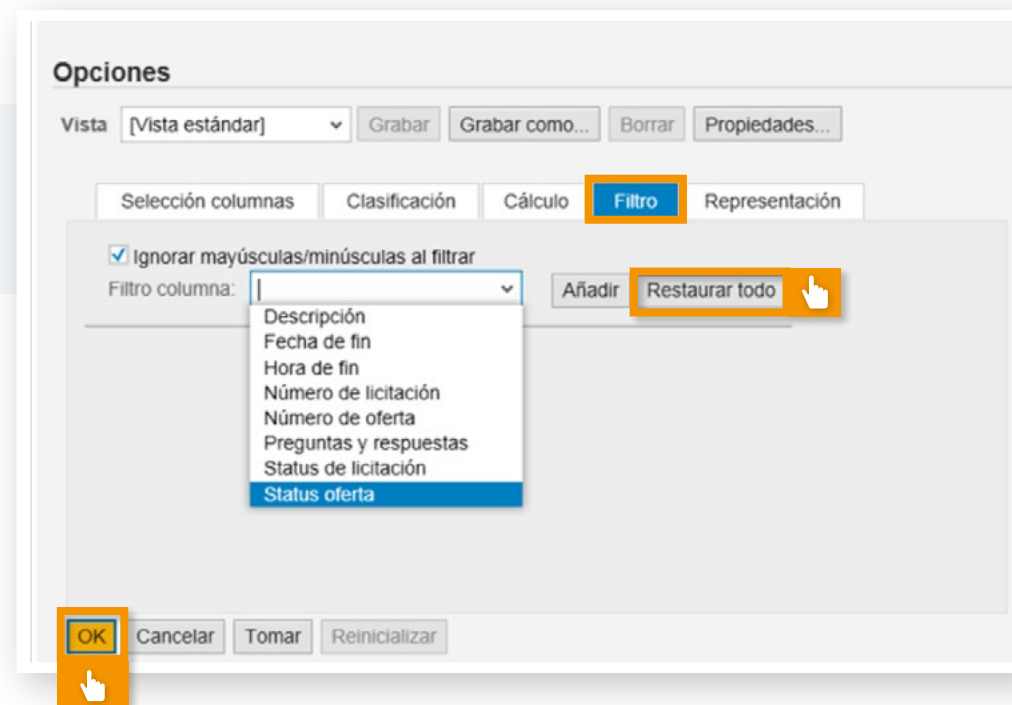 Opciones
Vista [Vista estándar] Grabar Grabar como... Borrar Propiedades...
Selección columnas Clasificación Cálculo Filtro Representación
Ignorar mayúsculas/minúsculas al filtrar
Filtro columna: Añadir Restaurar todo
Descripción
Fecha de fin
Hora de fin
Número de licitación
Número de oferta
Preguntas y respuestas
Status de licitación
Status oferta
OK Cancelar Tomar Reinicializar